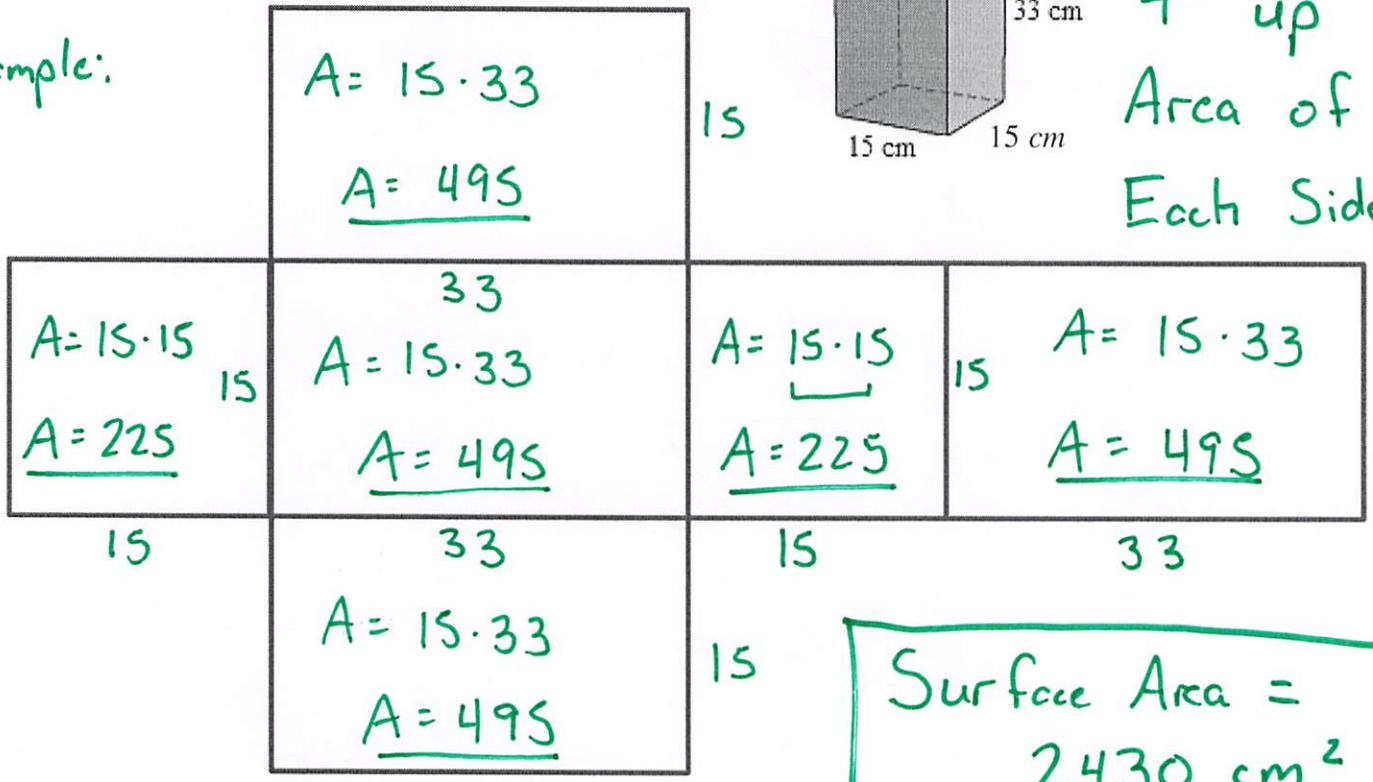 A= 15·33
A= 495
15
33 cm
15 cm
15 cm
up
Area of
Each Side
A= 15·15
A= 225
15
15
33
A= 15·33
A= 495
33
A= 15·15
A= 225
15
15
A= 15·33
A= 495
33
A= 15·33
A= 495
15
Surface Area =
2430 cm²